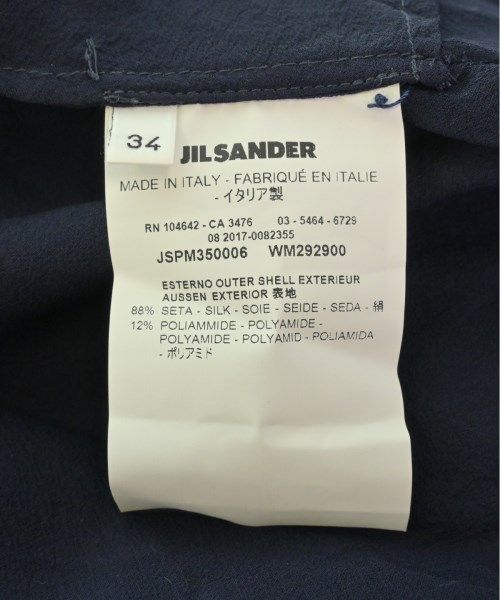 34
JIL SANDER
MADE IN ITALY - FABRIQUÉ EN ITALIE
- イタリア製
RN 104642 - CA 3476 03 - 5464 - 6729
08 2017-0082355
JSPM350006 WM292900
ESTERNO OUTER SHELL EXTERIEUR
AUSSEN EXTERIOR 表地
88% SETA - SILK - SOIE - SEIDE - SEDA - 絹
12% POLIAMMIDE - POLYAMIDE -
POLYAMIDE - POLYAMID - POLIAMIDA
- ポリアミド